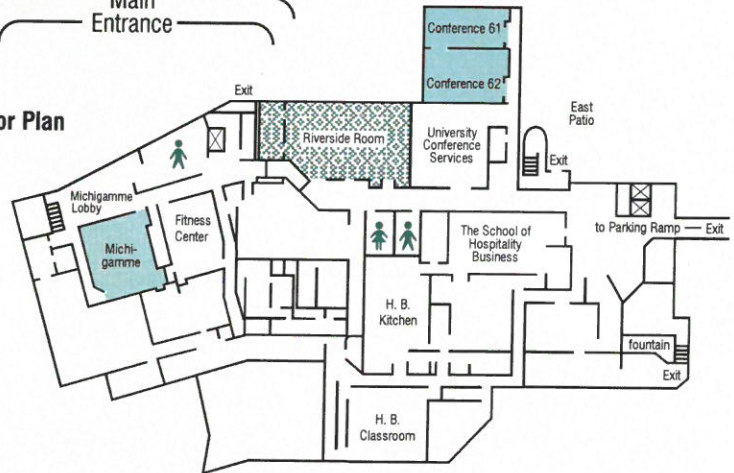 Main
Entrance
or Plan
Conference 61
Conference 62
Exit
Riverside Room
University
Conference
Services
East
Patio
Exit
Michigamme
Lobby
Fitness
Center
Michi-
gamme
The School of
Hospitality
Business
to Parking Ramp — Exit
H. B.
Kitchen
fountain
Exit
H. B.
Classroom